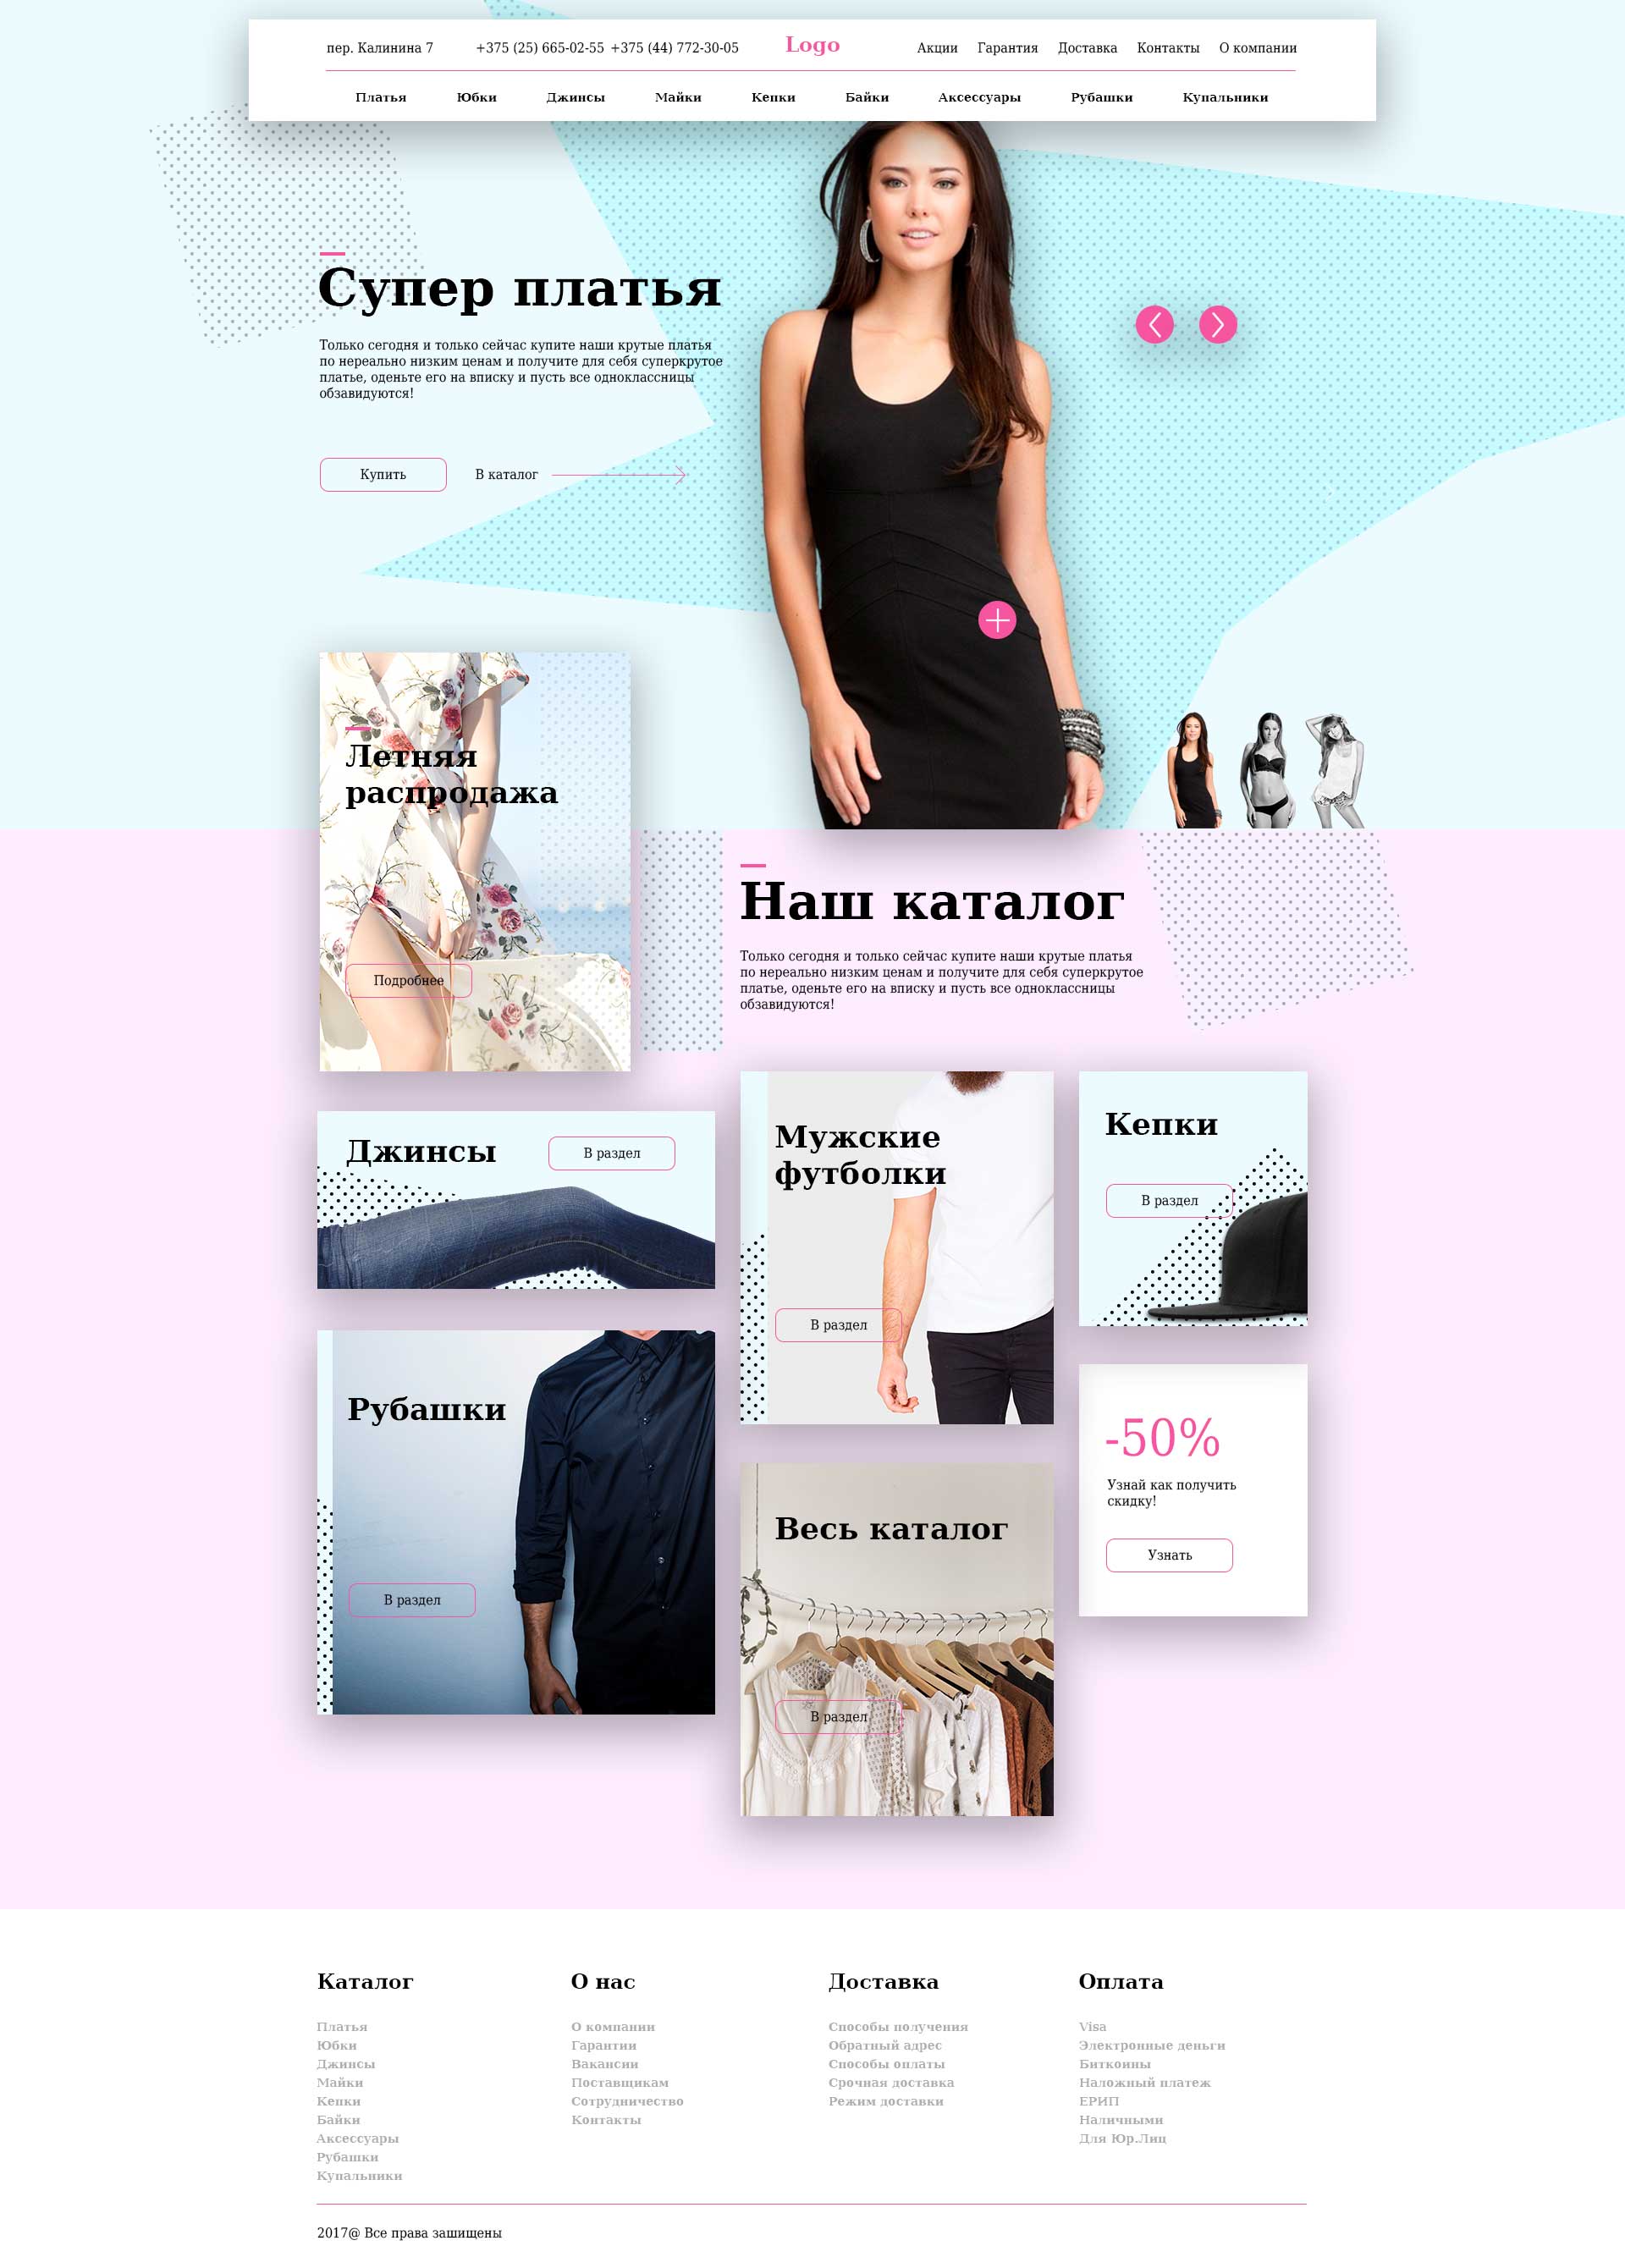 пер. Калинина 7
+375 (25) 665-02-55 +375 (44) 772-30-05
Logo
Акции Гарантия Доставка Контакты О компании
Платья Юбки Джинсы Майки Кепки Байки Аксессуары Рубашки Купальники
Супер платья
Только сегодня и только сейчас купите наши крутые платья
по нереально низким ценам и получите для себя суперкрутое
платье, оденьте его на вписку и пусть все одноклассницы
обзавидуются!
Купить
В каталог
Летняя
распродажа
Подробнее
Наш каталог
Только сегодня и только сейчас купите наши крутые платья
по нереально низким ценам и получите для себя суперкрутое
платье, оденьте его на вписку и пусть все одноклассницы
обзавидуются!
Джинсы
В раздел
Мужские
футболки
В раздел
Кепки
В раздел
Рубашки
В раздел
Весь каталог
В раздел
-50%
Узнай как получить
скидку!
Узнать
Каталог
Платья
Юбки
Джинсы
Майки
Кепки
Байки
Аксессуары
Рубашки
Купальники
О нас
О компании
Гарантии
Вакансии
Поставщикам
Сотрудничество
Контакты
Доставка
Способы получения
Обратный адрес
Способы оплаты
Срочная доставка
Режим доставки
Оплата
Visa
Электронные деньги
Биткоины
Наложный платеж
ЕРИП
Наличными
Для Юр.Лиц
2017@ Все права зашищены